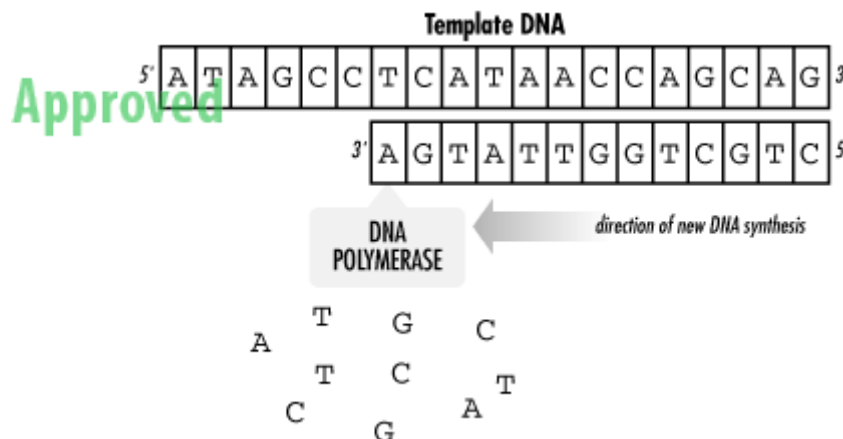 Template DNA
5' A T A G C C T C A T A A C C A G C A G 3
Approved
3' A G T A T T G G T C G T C 5
DNA
POLYMERASE
direction of new DNA synthesis
T G C
A
T C T
C A
G